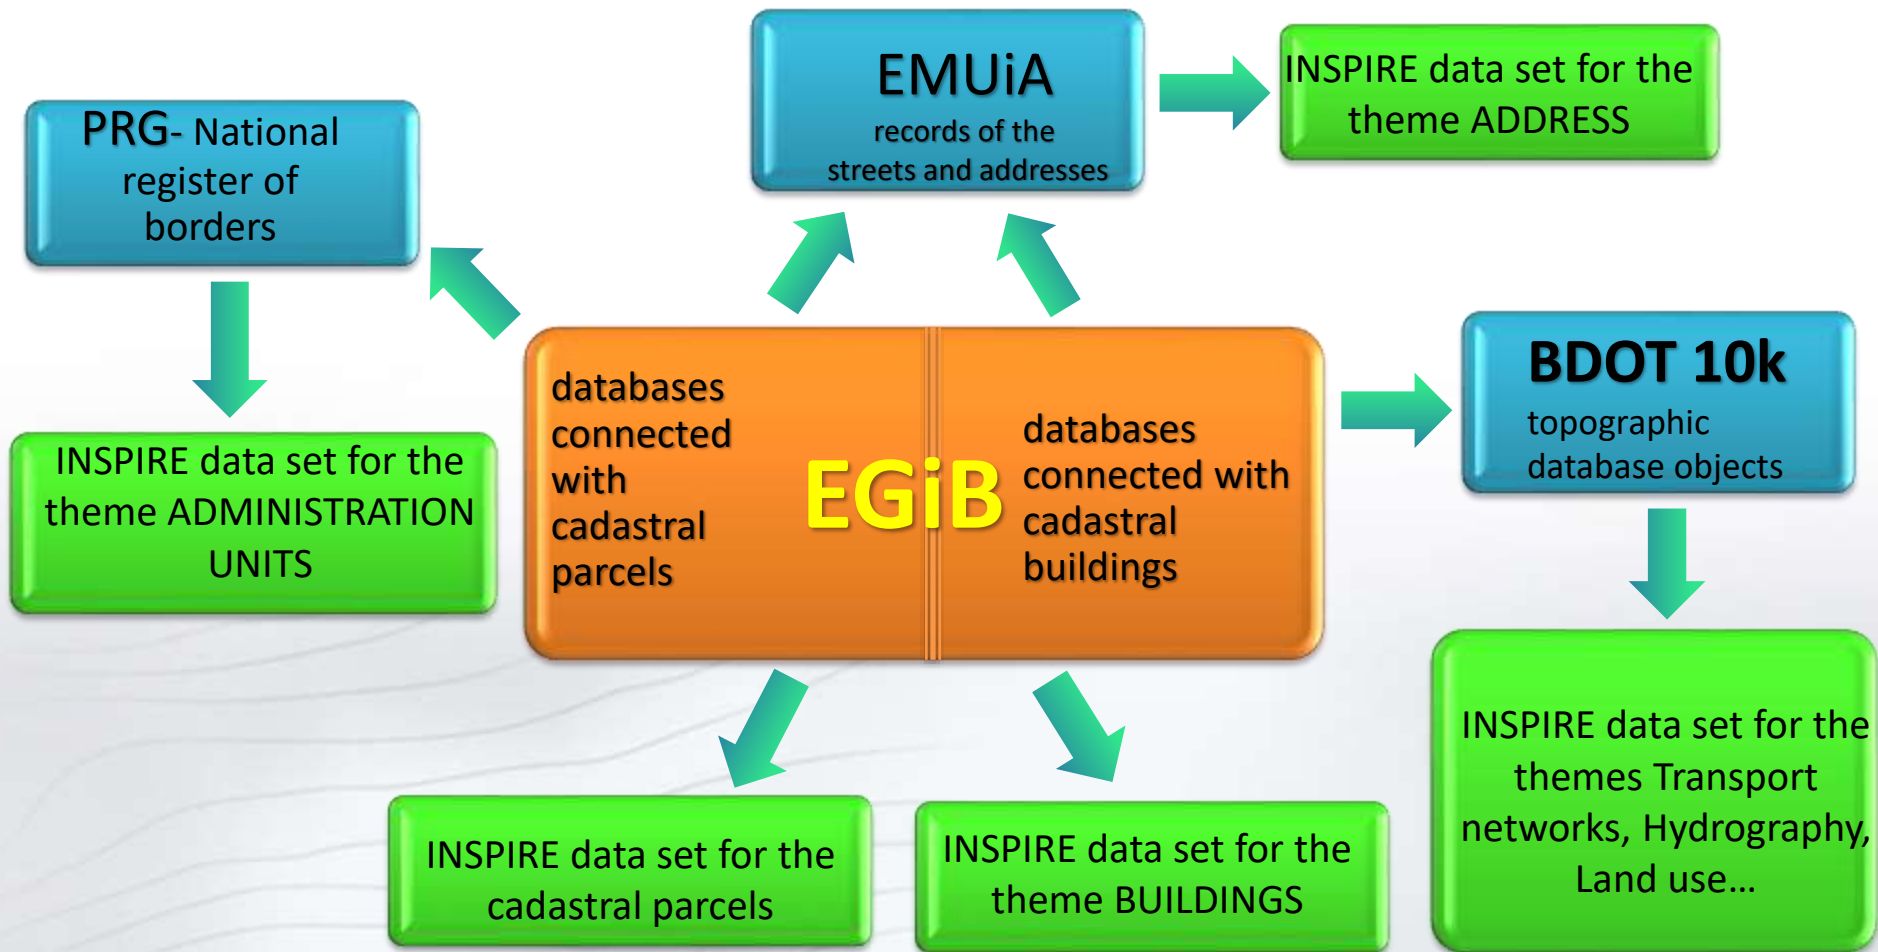 EMUiA
records of the
streets and addresses
INSPIRE data set for the
theme ADDRESS
PRG- National
register of
borders
INSPIRE data set for the
theme ADMINISTRATION
UNITS
databases
connected
with
cadastral
parcels
EGiB
databases
connected with
cadastral
buildings
BDOT 10k
topographic
database objects
INSPIRE data set for the
themes Transport
networks, Hydrography,
Land use...
INSPIRE data set for the
cadastral parcels
INSPIRE data set for the
theme BUILDINGS